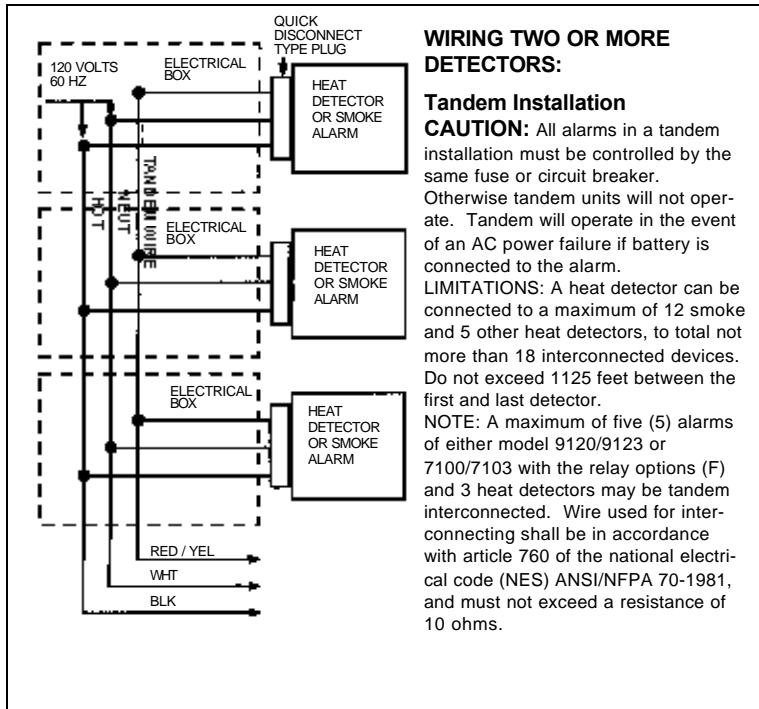 QUICK
DISCONNECT
TYPE PLUG
120 VOLTS
60 HZ
ELECTRICAL
BOX
HEAT
DETECTOR
OR SMOKE
ALARM
HOT
NEUT
TANDEM WIRE
ELECTRICAL
BOX
HEAT
DETECTOR
OR SMOKE
ALARM
ELECTRICAL
BOX
HEAT
DETECTOR
OR SMOKE
ALARM
RED / YEL
WHT
BLK
WIRING TWO OR MORE
DETECTORS:
Tandem Installation
CAUTION: All alarms in a tandem
installation must be controlled by the
same fuse or circuit breaker.
Otherwise tandem units will not oper-
ate. Tandem will operate in the event
of an AC power failure if battery is
connected to the alarm.
LIMITATIONS: A heat detector can be
connected to a maximum of 12 smoke
and 5 other heat detectors, to total not
more than 18 interconnected devices.
Do not exceed 1125 feet between the
first and last detector.
NOTE: A maximum of five (5) alarms
of either model 9120/9123 or
7100/7103 with the relay options (F)
and 3 heat detectors may be tandem
interconnected. Wire used for inter-
connecting shall be in accordance
with article 760 of the national electri-
cal code (NES) ANSI/NFPA 70-1981,
and must not exceed a resistance of
10 ohms.